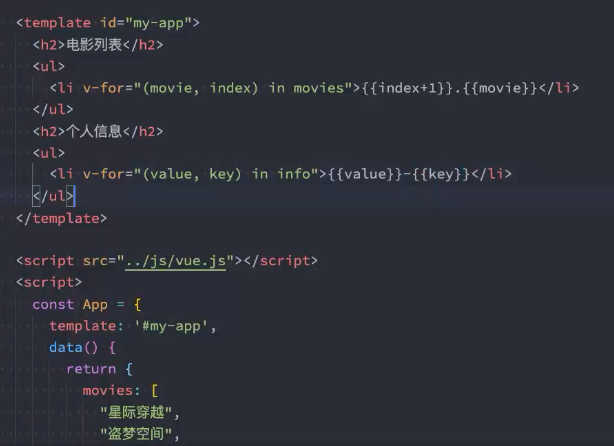 <template id="my-app">
  <h2>电影列表</h2>
  <ul>
    <li v-for="(movie, index) in movies">{{index+1}}.{{movie}}</li>
  </ul>
  <h2>个人信息</h2>
  <ul>
    <li v-for="(value, key) in info">{{value}}-{{key}}</li>
  </ul>
</template>

<script src="../js/vue.js"></script>
<script>
  const App = {
    template: '#my-app',
    data() {
      return {
        movies: [
          "星际穿越",
          "盗梦空间",